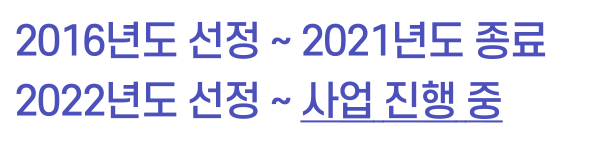 2016년도 선정 ~ 2021년도 종료
2022년도 선정 ~ 사업 진행 중